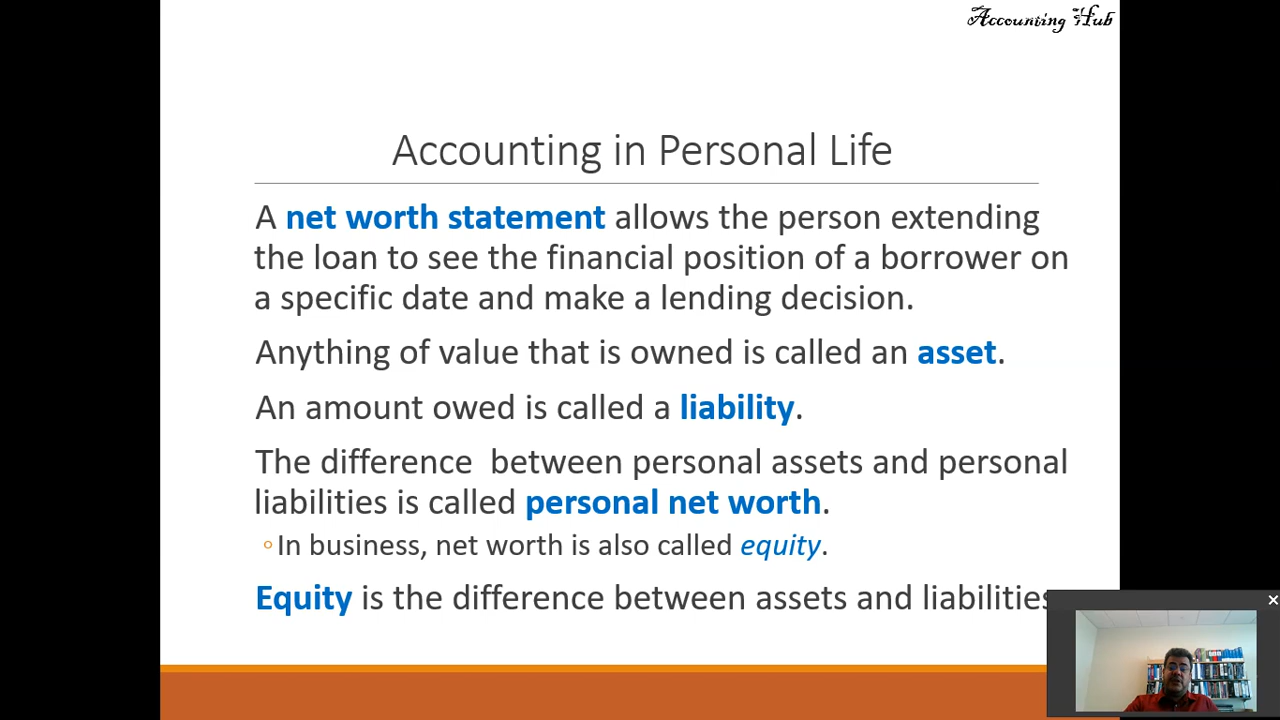 Accounting Hub
Accounting in Personal Life
A net worth statement allows the person extending
the loan to see the financial position of a borrower on
a specific date and make a lending decision.
Anything of value that is owned is called an asset.
An amount owed is called a liability.
The difference  between personal assets and personal
liabilities is called personal net worth.
◦In business, net worth is also called equity.
Equity is the difference between assets and liabilities